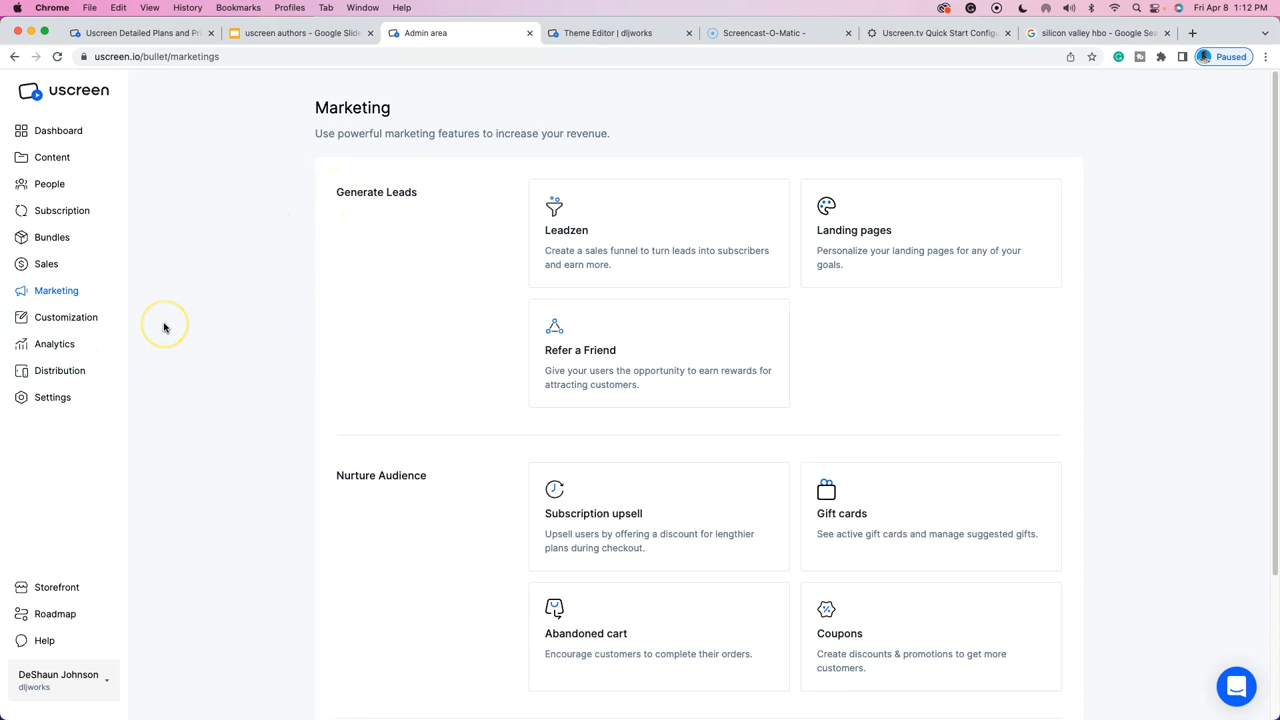 Chrome File Edit View History Bookmarks Profiles Tab Window Help
Fri Apr 8 1:12 PM
Uscreen Detailed Plans and Pri
uscreen authors - Google Slide
Admin area
Theme Editor | dljworks
Screencast-O-Matic -
Uscreen.tv Quick Start Config
silicon valley hbo - Google Sea
uscreen.io/bullet/marketings
Paused
uscreen
Dashboard
Content
People
Subscription
Bundles
Sales
Marketing
Customization
Analytics
Distribution
Settings
Storefront
Roadmap
Help
DeShaun Johnson
dljworks
Marketing
Use powerful marketing features to increase your revenue.
Generate Leads
Leadzen
Create a sales funnel to turn leads into subscribers
and earn more.
Landing pages
Personalize your landing pages for any of your
goals.
Refer a Friend
Give your users the opportunity to earn rewards for
attracting customers.
Nurture Audience
Subscription upsell
Upsell users by offering a discount for lengthier
plans during checkout.
Gift cards
See active gift cards and manage suggested gifts.
Abandoned cart
Encourage customers to complete their orders.
Coupons
Create discounts & promotions to get more
customers.